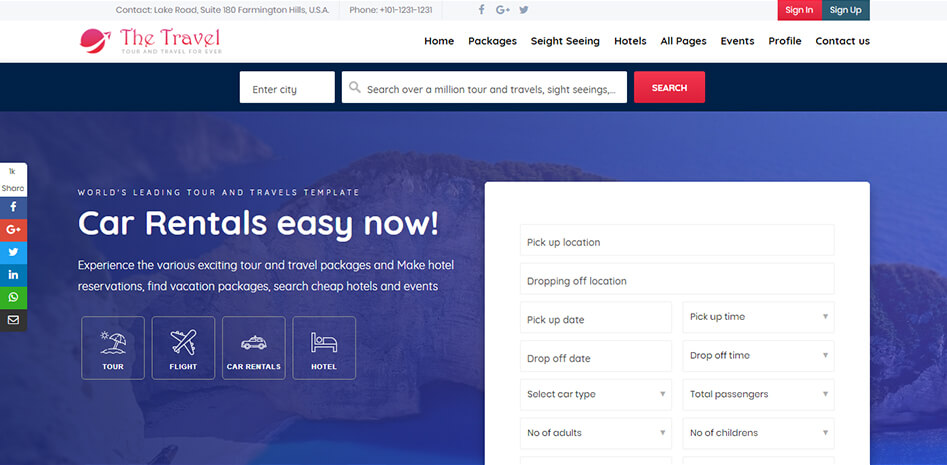 Contact: Lake Road, Suite 180 Farmington Hills, U.S.A. Phone: +101-1231-1231 Sign In Sign Up
The Travel
TOUR AND TRAVEL FOR EVER
Home Packages Seight Seeing Hotels All Pages Events Profile Contact us
Enter city Search over a million tour and travels, sight seeings,... SEARCH
1k
Share
WORLD'S LEADING TOUR AND TRAVELS TEMPLATE
Car Rentals easy now!
Experience the various exciting tour and travel packages and Make hotel
reservations, find vacation packages, search cheap hotels and events
TOUR FLIGHT CAR RENTALS HOTEL
Pick up location
Dropping off location
Pick up date Pick up time
Drop off date Drop off time
Select car type Total passengers
No of adults No of childrens